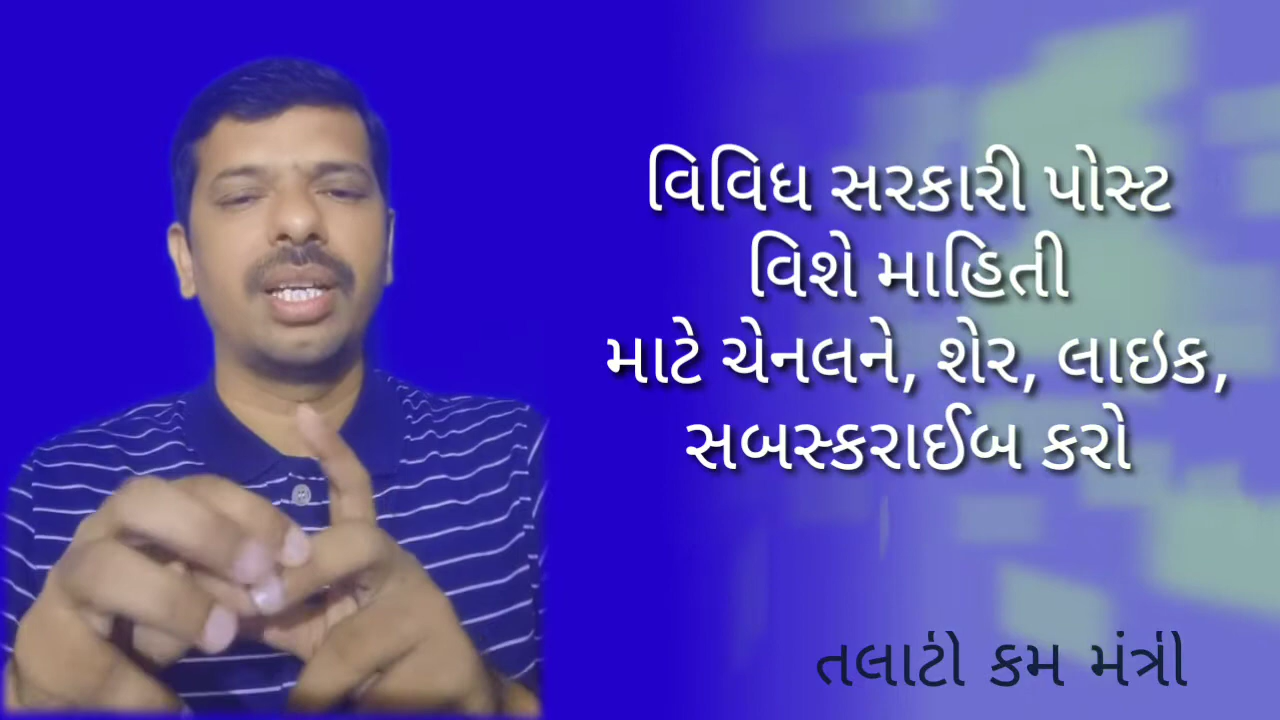 વિવિધ સરકારી પોસ્ટ
વિશે માહિતી
માટે ચેનલને, શેર, લાઇક,
સબસ્કરાઈબ કરો
તલાટી કમ મંત્રી